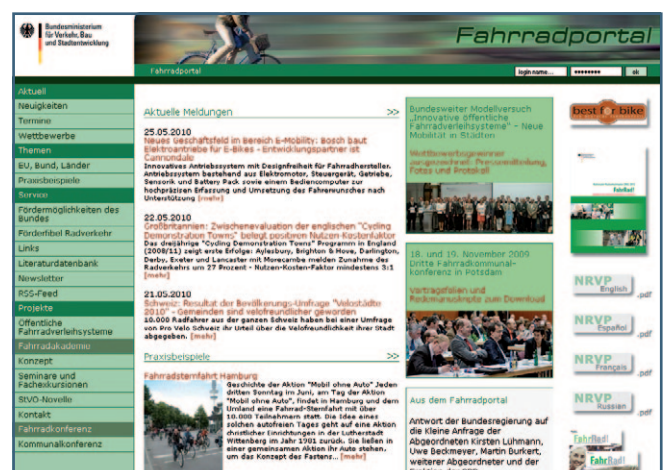 Bundesministerium
für Verkehr, Bau
und Stadtentwicklung
Fahrradportal
Fahrradportal
login name...
ok
Aktuell
Neuigkeiten
Termine
Wettbewerbe
Themen
EU, Bund, Länder
Praxisbeispiele
Service
Fördermöglichkeiten des
Bundes
Förderfibel Radverkehr
Links
Literaturdatenbank
Newsletter
RSS-Feed
Projekte
Öffentliche
Fahrradverleihsysteme
Fahrradakademie
Konzept
Seminare und
Fachexkursionen
StVO-Novelle
Kontakt
Fahrradkonferenz
Kommunalkonferenz
Aktuelle Meldungen >>
25.05.2010
Neues Geschäftsfeld im Bereich E-Mobility: Bosch baut
Elektroantriebe für E-Bikes - Entwicklungspartner ist
Cannondale
Innovatives Antriebssystem mit Designfreiheit für Fahrradhersteller.
Antriebssystem bestehend aus Elektromotor, Steuergerät, Getriebe,
Sensorik und Battery Pack sowie einem Bediencomputer zur
hochpräzisen Erfassung und Umsetzung des Fahrerwunsches nach
Unterstützung [mehr]
22.05.2010
Großbritannien: Zwischenevaluation der englischen "Cycling
Demonstration Towns" belegt positiven Nutzen-Kostenfaktor
Das dreijährige "Cycling Demonstration Towns" Programm in England
(2008/11) zeigt erste Erfolge: Aylesbury, Brighton & Hove, Darlington,
Derby, Exeter und Lancaster mit Morecambe melden Zunahme des
Radverkehrs um 27 Prozent - Nutzen-Kosten-Faktor mindestens 3:1
[mehr]
21.05.2010
Schweiz: Resultat der Bevölkerungs-Umfrage "Velostädte
2010" - Gemeinden sind velofreundlicher geworden
10.000 Radfahrer aus der ganzen Schweiz haben bei einer Umfrage
von Pro Velo Schweiz ihr Urteil über die Velofreundlichkeit ihrer Stadt
abgegeben. [mehr]
Praxisbeispiele >>
Fahrradsternfahrt Hamburg
Geschichte der Aktion "Mobil ohne Auto" Jeden
dritten Sonntag im Juni, am Tag der Aktion
"Mobil ohne Auto", findet in Hamburg und dem
Umland eine Fahrrad-Sternfahrt mit über
10.000 Teilnehmern statt. Die Idee eines
solchen autofreien Tages geht auf eine Aktion
christlicher Einrichtungen in der Lutherstadt
Wittenberg im Jahr 1981 zurück. Sie ließen in
einer gemeinsamen Aktion ihr Auto stehen,
um das Konzept des Fastens... [mehr]
Bundesweiter Modellversuch
„Innovative öffentliche
Fahrradverleihsysteme" - Neue
Mobilität in Städten
Wettbewerbsgewinner
ausgezeichnet: Pressemitteilung,
Fotos und Protokoll
18. und 19. November 2009
Dritte Fahrradkommunal-
konferenz in Potsdam
Vortragsfolien und
Redemanuskripte zum Download
Aus dem Fahrradportal
Antwort der Bundesregierung auf
die Kleine Anfrage der
Abgeordneten Kirsten Lühmann,
Uwe Beckmeyer, Martin Burkert,
weiterer Abgeordneter und der
best for bike
FahrRad!
NRVP
English
.pdf
NRVP
Español
.pdf
NRVP
Français
.pdf
NRVP
Russian
.pdf
FahrRad!
FahrRad!